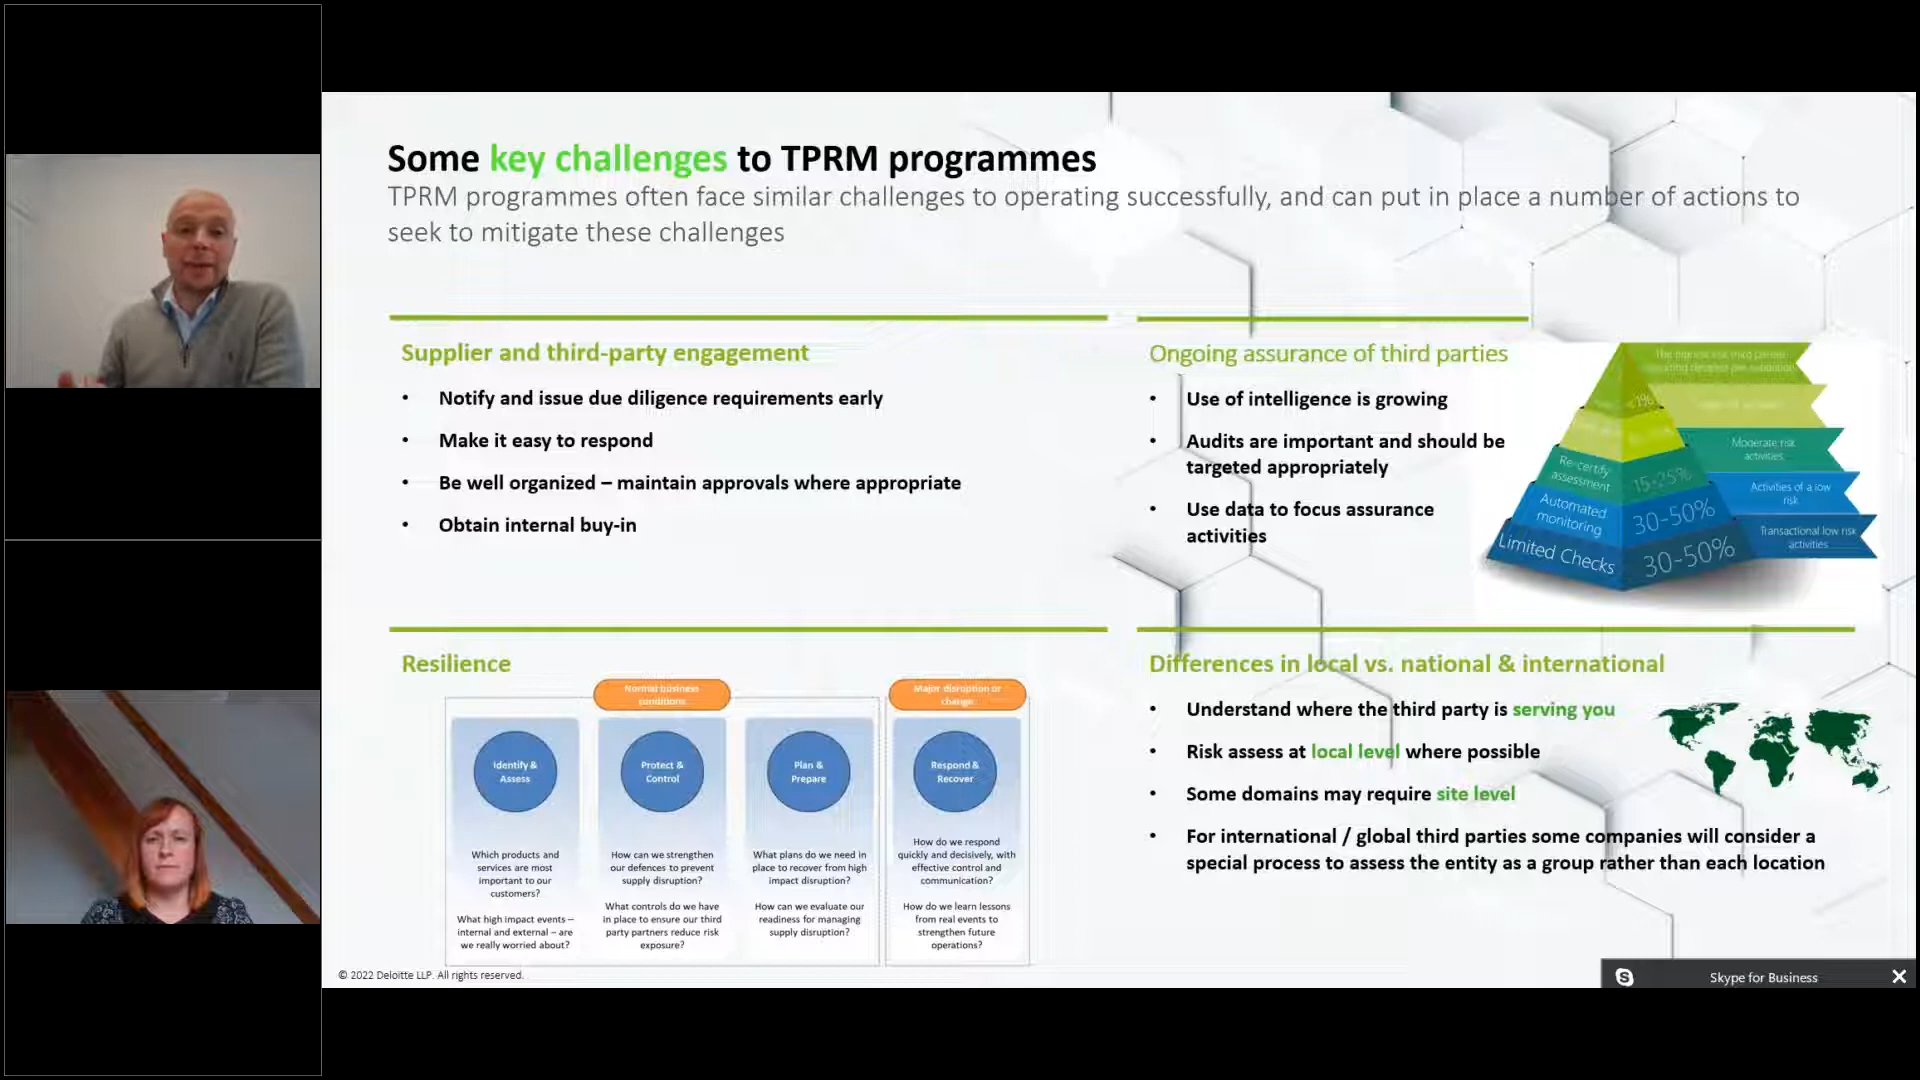 Some key challenges to TPRM programmes
TPRM programmes often face similar challenges to operating successfully, and can put in place a number of actions to
seek to mitigate these challenges
Supplier and third-party engagement
• Notify and issue due diligence requirements early
• Make it easy to respond
• Be well organized – maintain approvals where appropriate
• Obtain internal buy-in
Ongoing assurance of third parties
• Use of intelligence is growing
• Audits are important and should be
targeted appropriately
• Use data to focus assurance
activities
Re-certify
assessment
15-25%
Moderate risk
activities
Automated
monitoring
30-50%
Activities of a low
risk
Limited Checks
30-50%
Transactional low risk
activities
Resilience
Normal business
conditions
Major disruption or
change
Identify &
Assess
Which products and
services are most
important to our
customers?
What high impact events –
internal and external – are
we really worried about?
Protect &
Control
How can we strengthen
our defences to prevent
supply disruption?
What controls do we have
in place to ensure our third
party partners reduce risk
exposure?
Plan &
Prepare
What plans do we need in
place to recover from high
impact disruption?
How can we evaluate our
readiness for managing
supply disruption?
Respond &
Recover
How do we respond
quickly and decisively, with
effective control and
communication?
How do we learn lessons
from real events to
strengthen future
operations?
Differences in local vs. national & international
• Understand where the third party is serving you
• Risk assess at local level where possible
• Some domains may require site level
• For international / global third parties some companies will consider a
special process to assess the entity as a group rather than each location
© 2022 Deloitte LLP. All rights reserved.
Skype for Business